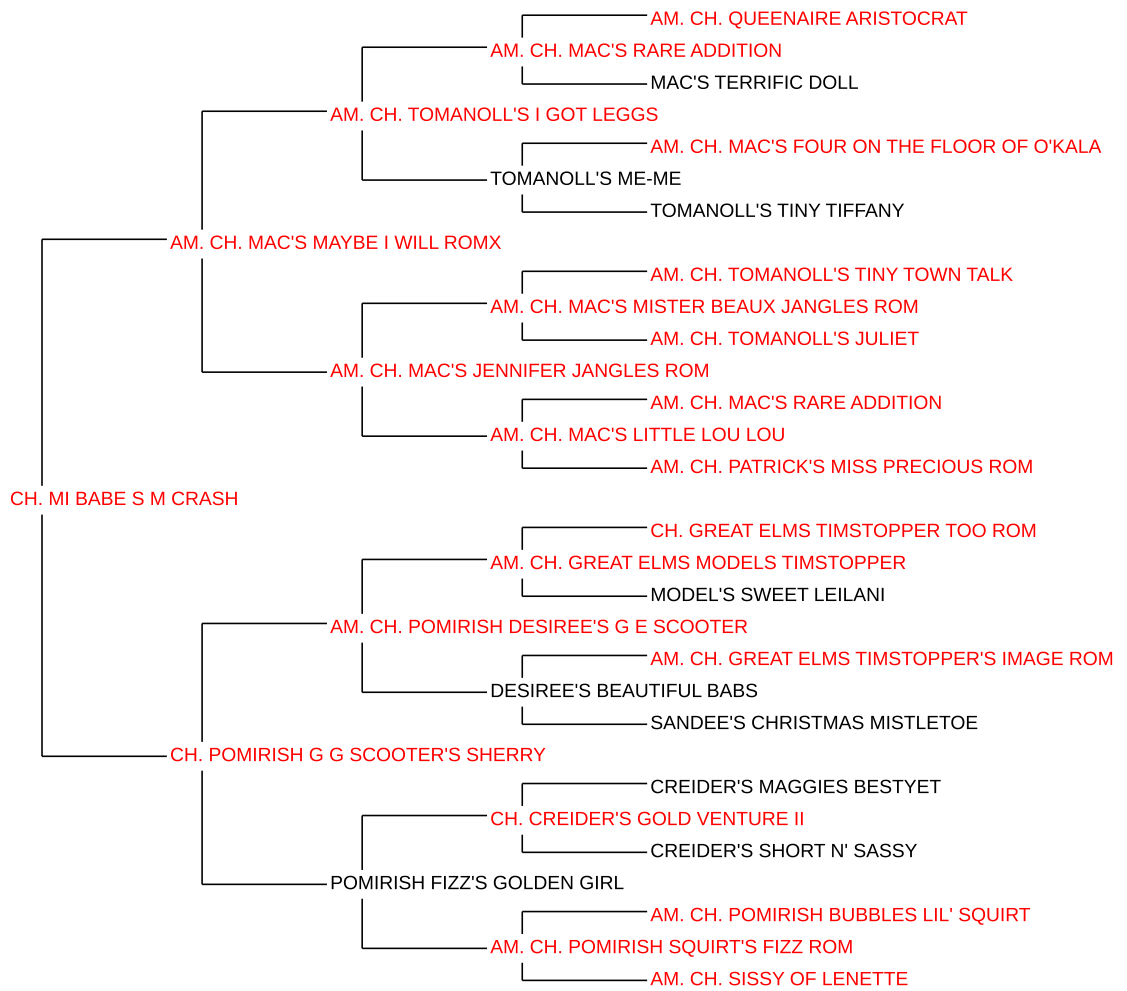 AM. CH. QUEENAIRE ARISTOCRAT
AM. CH. MAC'S RARE ADDITION
MAC'S TERRIFIC DOLL
AM. CH. TOMANOLL'S I GOT LEGGS
AM. CH. MAC'S FOUR ON THE FLOOR OF O'KALA
TOMANOLL'S ME-ME
TOMANOLL'S TINY TIFFANY
AM. CH. MAC'S MAYBE I WILL ROMX
AM. CH. TOMANOLL'S TINY TOWN TALK
AM. CH. MAC'S MISTER BEAUX JANGLES ROM
AM. CH. TOMANOLL'S JULIET
AM. CH. MAC'S JENNIFER JANGLES ROM
AM. CH. MAC'S RARE ADDITION
AM. CH. MAC'S LITTLE LOU LOU
AM. CH. PATRICK'S MISS PRECIOUS ROM
CH. MI BABE S M CRASH
CH. GREAT ELMS TIMSTOPPER TOO ROM
AM. CH. GREAT ELMS MODELS TIMSTOPPER
MODEL'S SWEET LEILANI
AM. CH. POMIRISH DESIREE'S G E SCOOTER
AM. CH. GREAT ELMS TIMSTOPPER'S IMAGE ROM
DESIREE'S BEAUTIFUL BABS
SANDEE'S CHRISTMAS MISTLETOE
CH. POMIRISH G G SCOOTER'S SHERRY
CREIDER'S MAGGIES BESTYET
CH. CREIDER'S GOLD VENTURE II
CREIDER'S SHORT N' SASSY
POMIRISH FIZZ'S GOLDEN GIRL
AM. CH. POMIRISH BUBBLES LIL' SQUIRT
AM. CH. POMIRISH SQUIRT'S FIZZ ROM
AM. CH. SISSY OF LENETTE